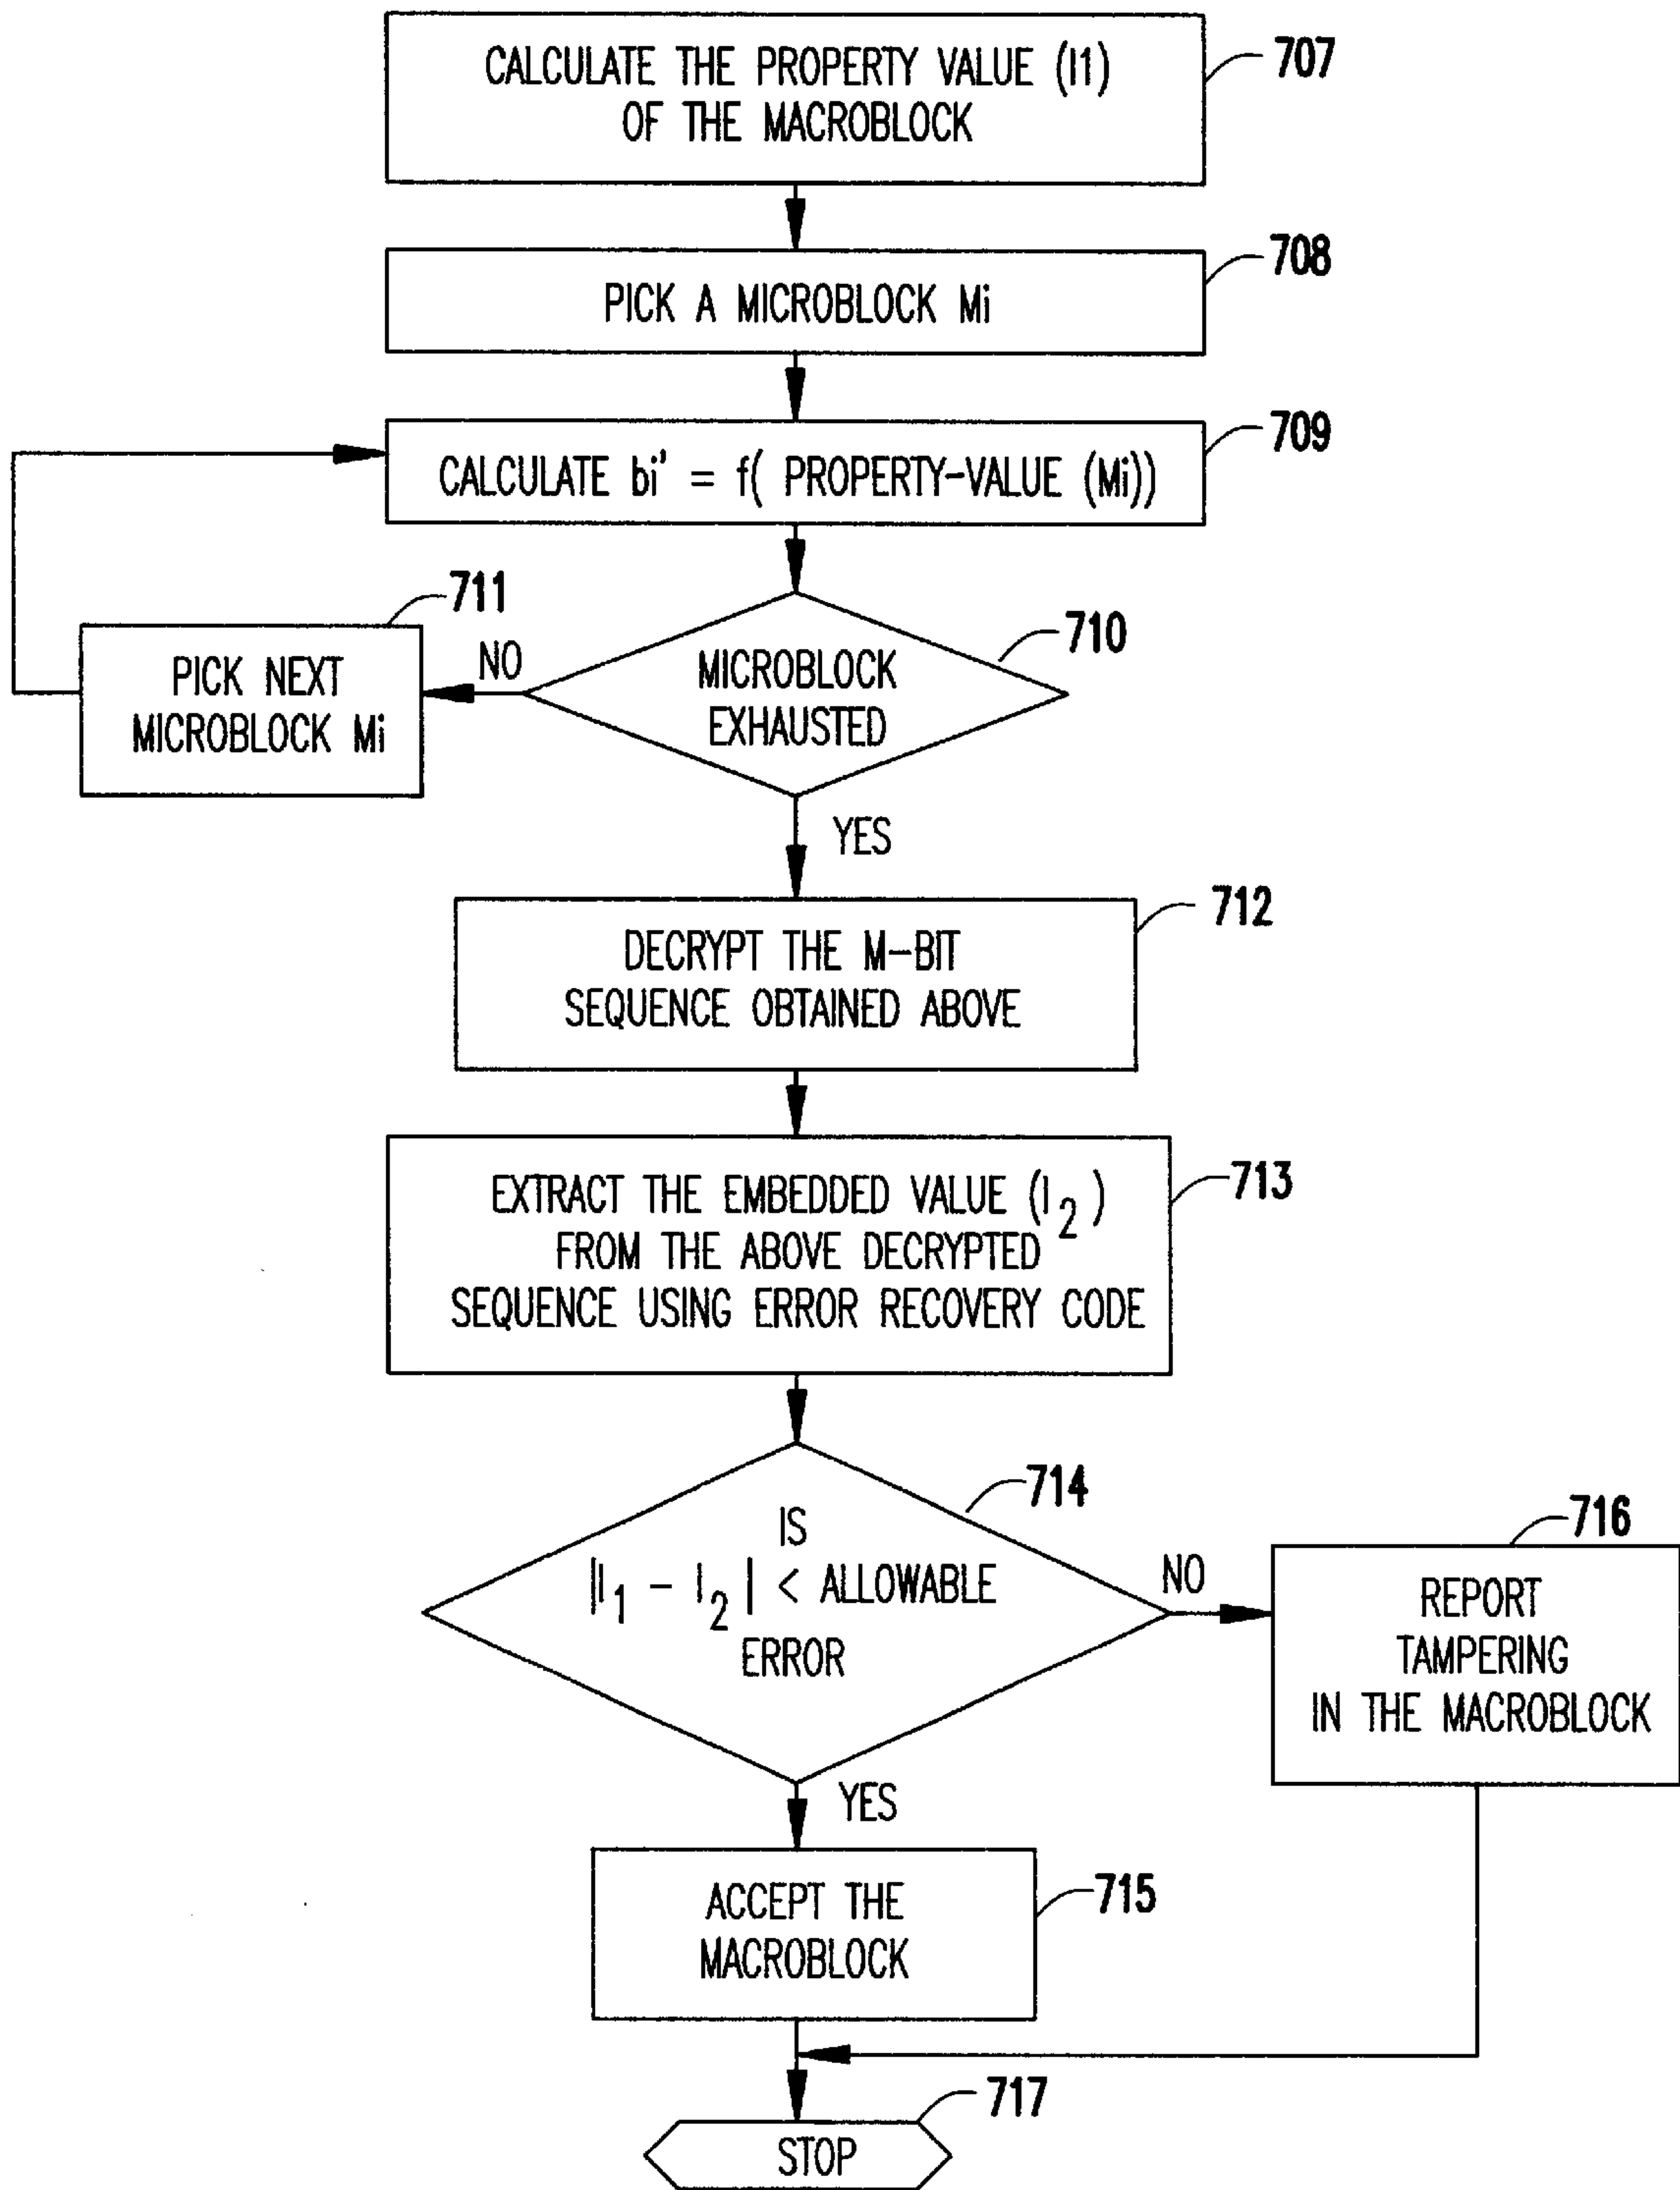 CALCULATE THE PROPERTY VALUE (I1)
OF THE MACROBLOCK
707
PICK A MICROBLOCK Mi
708
CALCULATE bi' = f( PROPERTY-VALUE (Mi))
709
711
PICK NEXT
MICROBLOCK Mi
NO
MICROBLOCK
EXHAUSTED
710
YES
DECRYPT THE M-BIT
SEQUENCE OBTAINED ABOVE
712
EXTRACT THE EMBEDDED VALUE (I2)
FROM THE ABOVE DECRYPTED
SEQUENCE USING ERROR RECOVERY CODE
713
IS
|I1 - I2| < ALLOWABLE
ERROR
714
NO
716
REPORT
TAMPERING
IN THE MACROBLOCK
YES
ACCEPT THE
MACROBLOCK
715
STOP
717